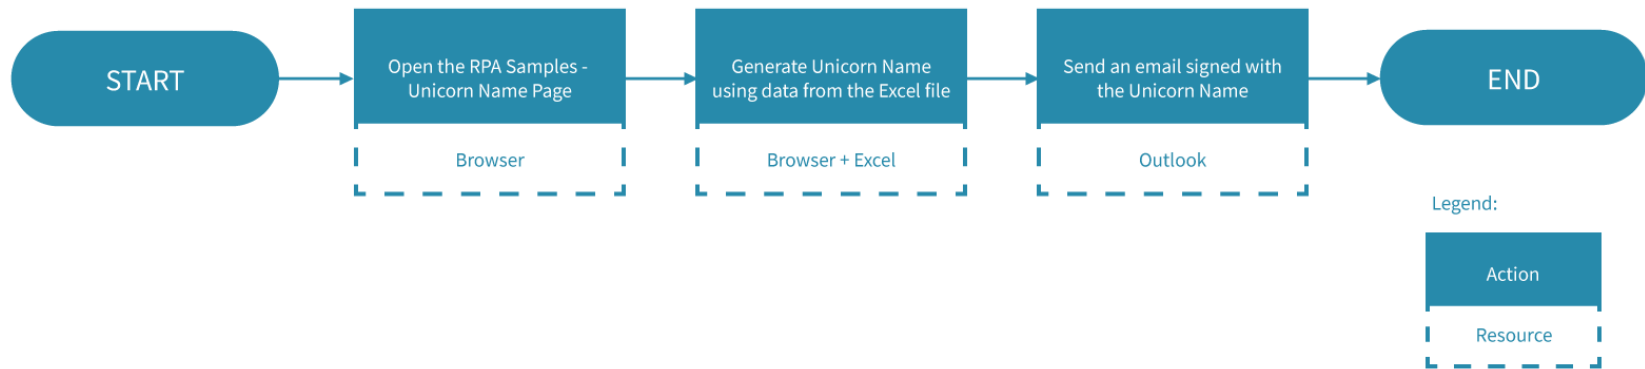 START
Open the RPA Samples -
Unicorn Name Page
Browser
Generate Unicorn Name
using data from the Excel file
Browser + Excel
Send an email signed with
the Unicorn Name
Outlook
END
Legend:
Action
Resource